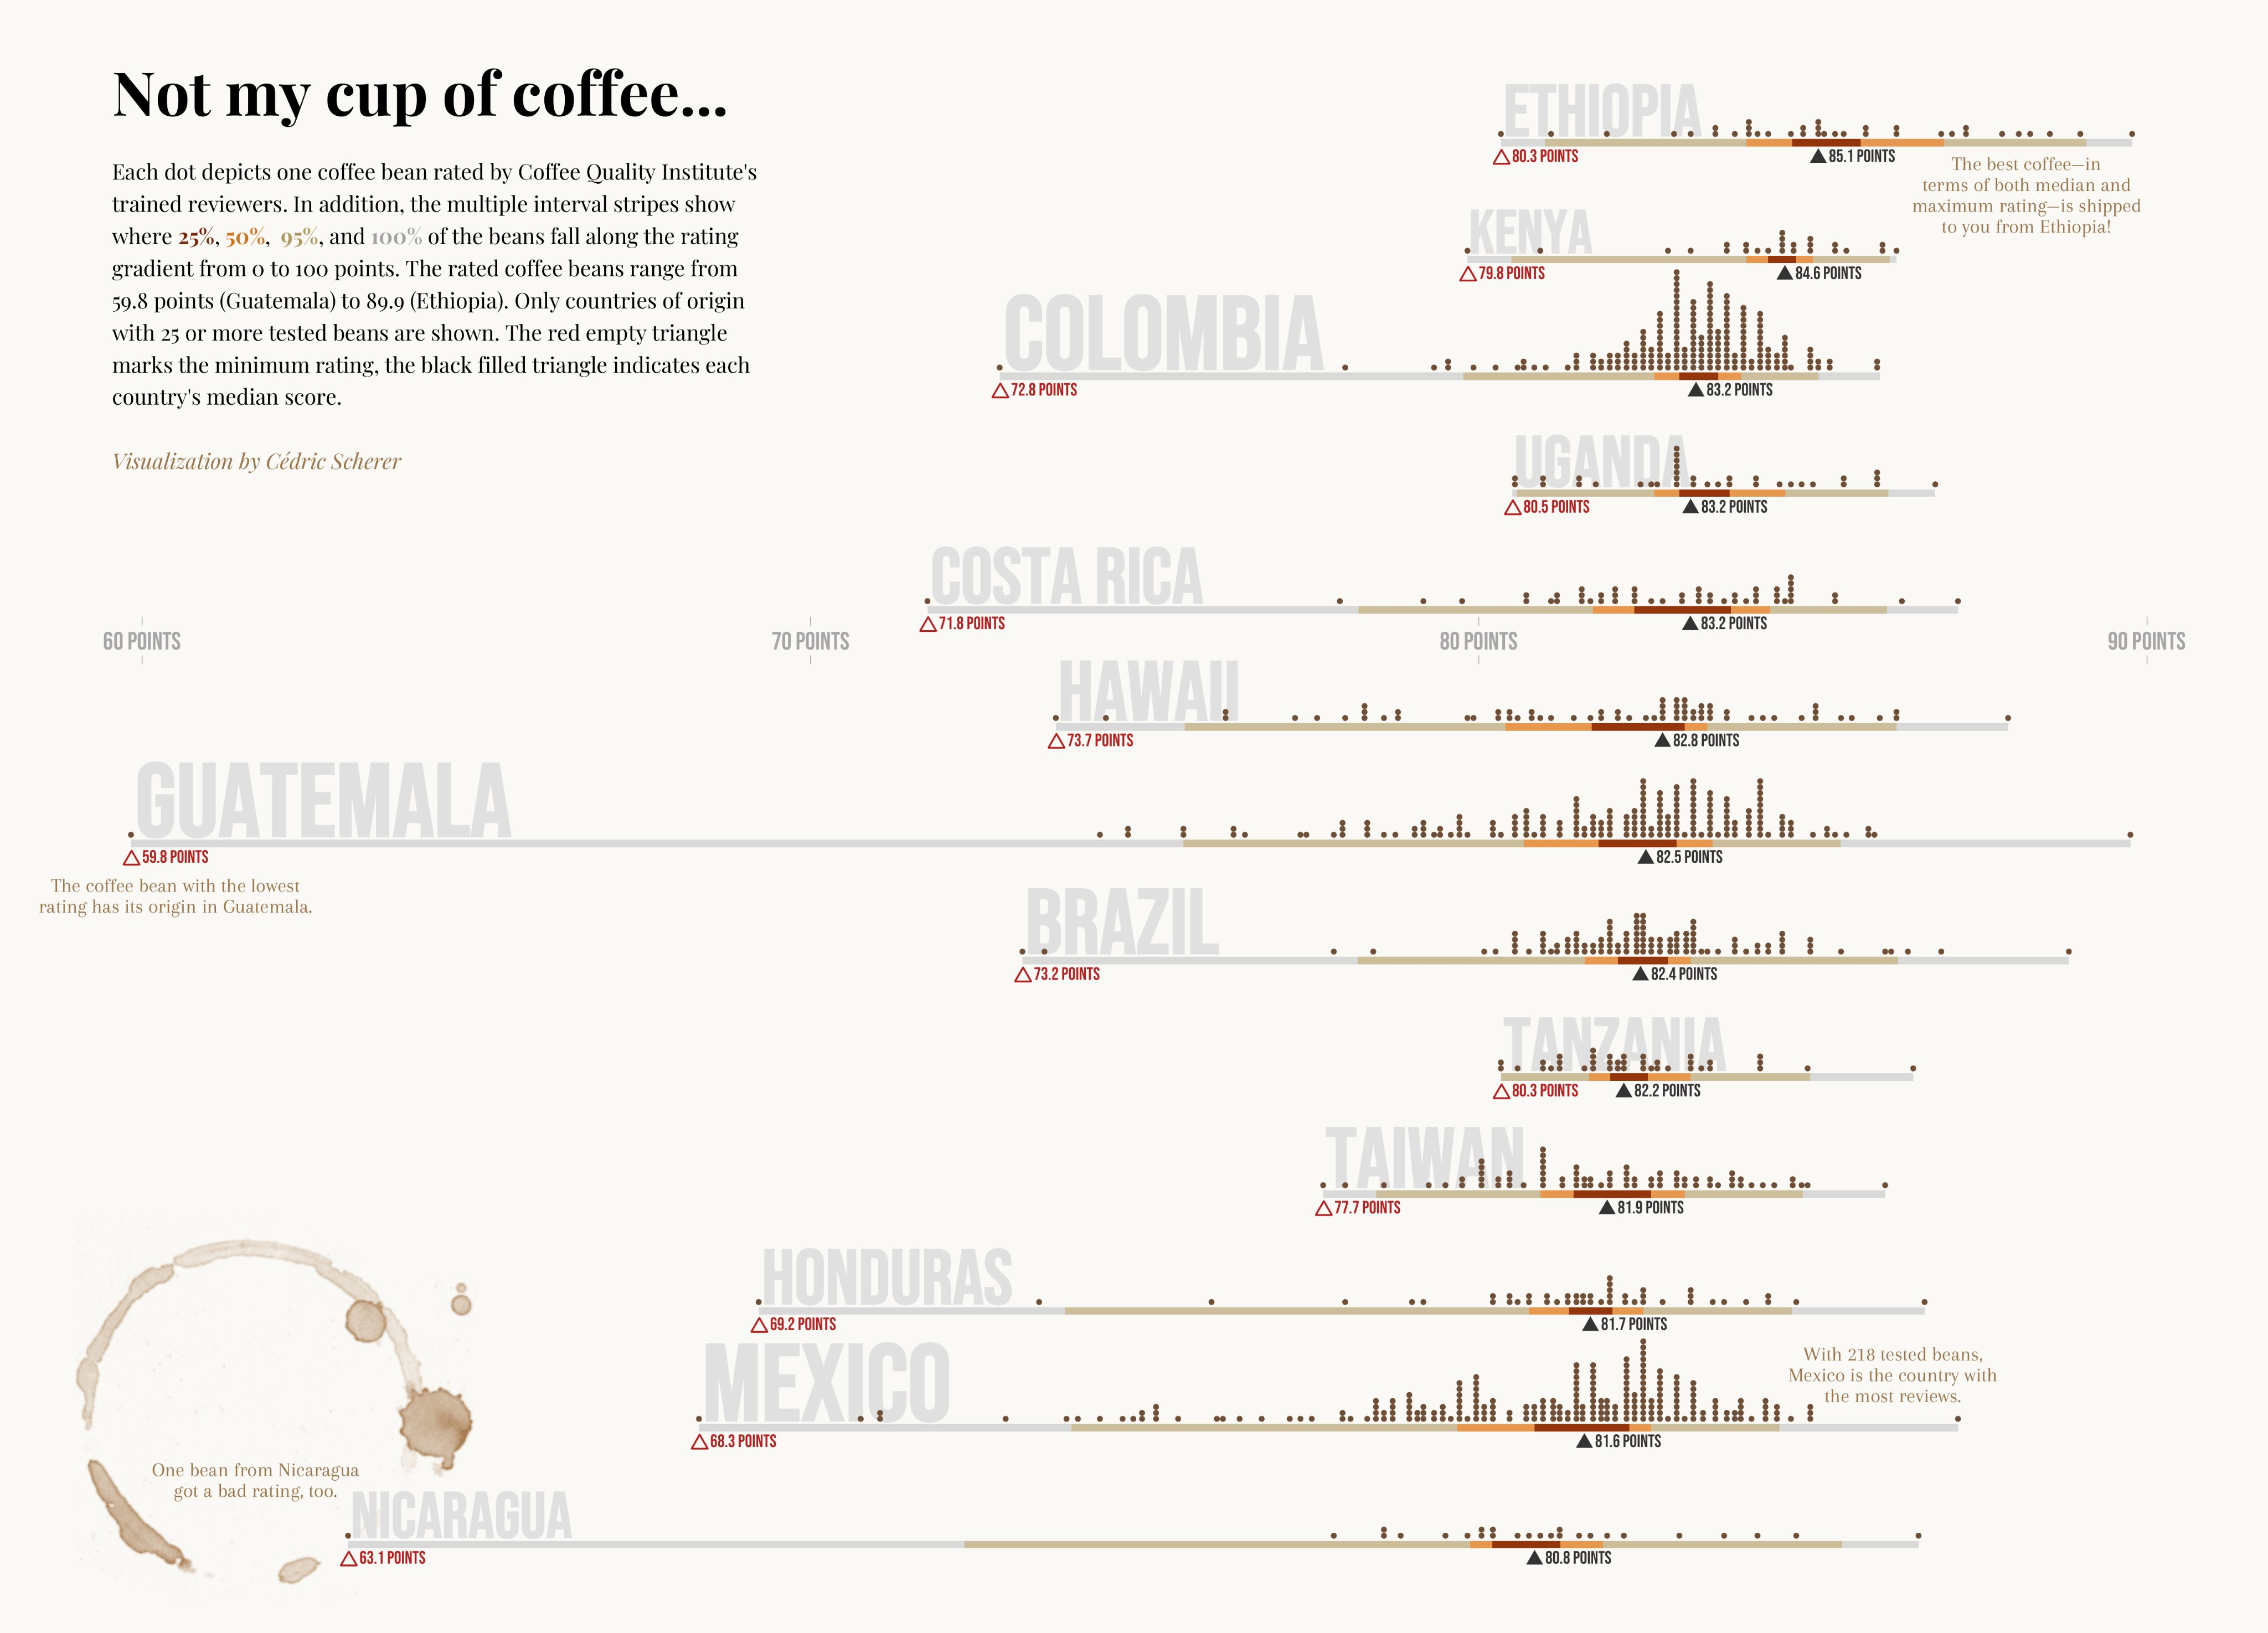 Not my cup of coffee...
Each dot depicts one coffee bean rated by Coffee Quality Institute's
trained reviewers. In addition, the multiple interval stripes show
where 25%, 50%, 95%, and 100% of the beans fall along the rating
gradient from 0 to 100 points. The rated coffee beans range from
59.8 points (Guatemala) to 89.9 (Ethiopia). Only countries of origin
with 25 or more tested beans are shown. The red empty triangle
marks the minimum rating, the black filled triangle indicates each
country's median score.
Visualization by Cédric Scherer
ETHIOPIA
80.3 POINTS
85.1 POINTS
The best coffee—in
terms of both median and
maximum rating—is shipped
to you from Ethiopia!
KENYA
79.8 POINTS
84.6 POINTS
COLOMBIA
72.8 POINTS
83.2 POINTS
UGANDA
80.5 POINTS
83.2 POINTS
COSTA RICA
71.8 POINTS
83.2 POINTS
60 POINTS
70 POINTS
80 POINTS
90 POINTS
HAWAII
73.7 POINTS
82.8 POINTS
GUATEMALA
59.8 POINTS
82.5 POINTS
The coffee bean with the lowest
rating has its origin in Guatemala.
BRAZIL
73.2 POINTS
82.4 POINTS
TANZANIA
80.3 POINTS
82.2 POINTS
TAIWAN
77.7 POINTS
81.9 POINTS
HONDURAS
69.2 POINTS
81.7 POINTS
MEXICO
68.3 POINTS
81.6 POINTS
With 218 tested beans,
Mexico is the country with
the most reviews.
One bean from Nicaragua
got a bad rating, too.
NICARAGUA
63.1 POINTS
80.8 POINTS